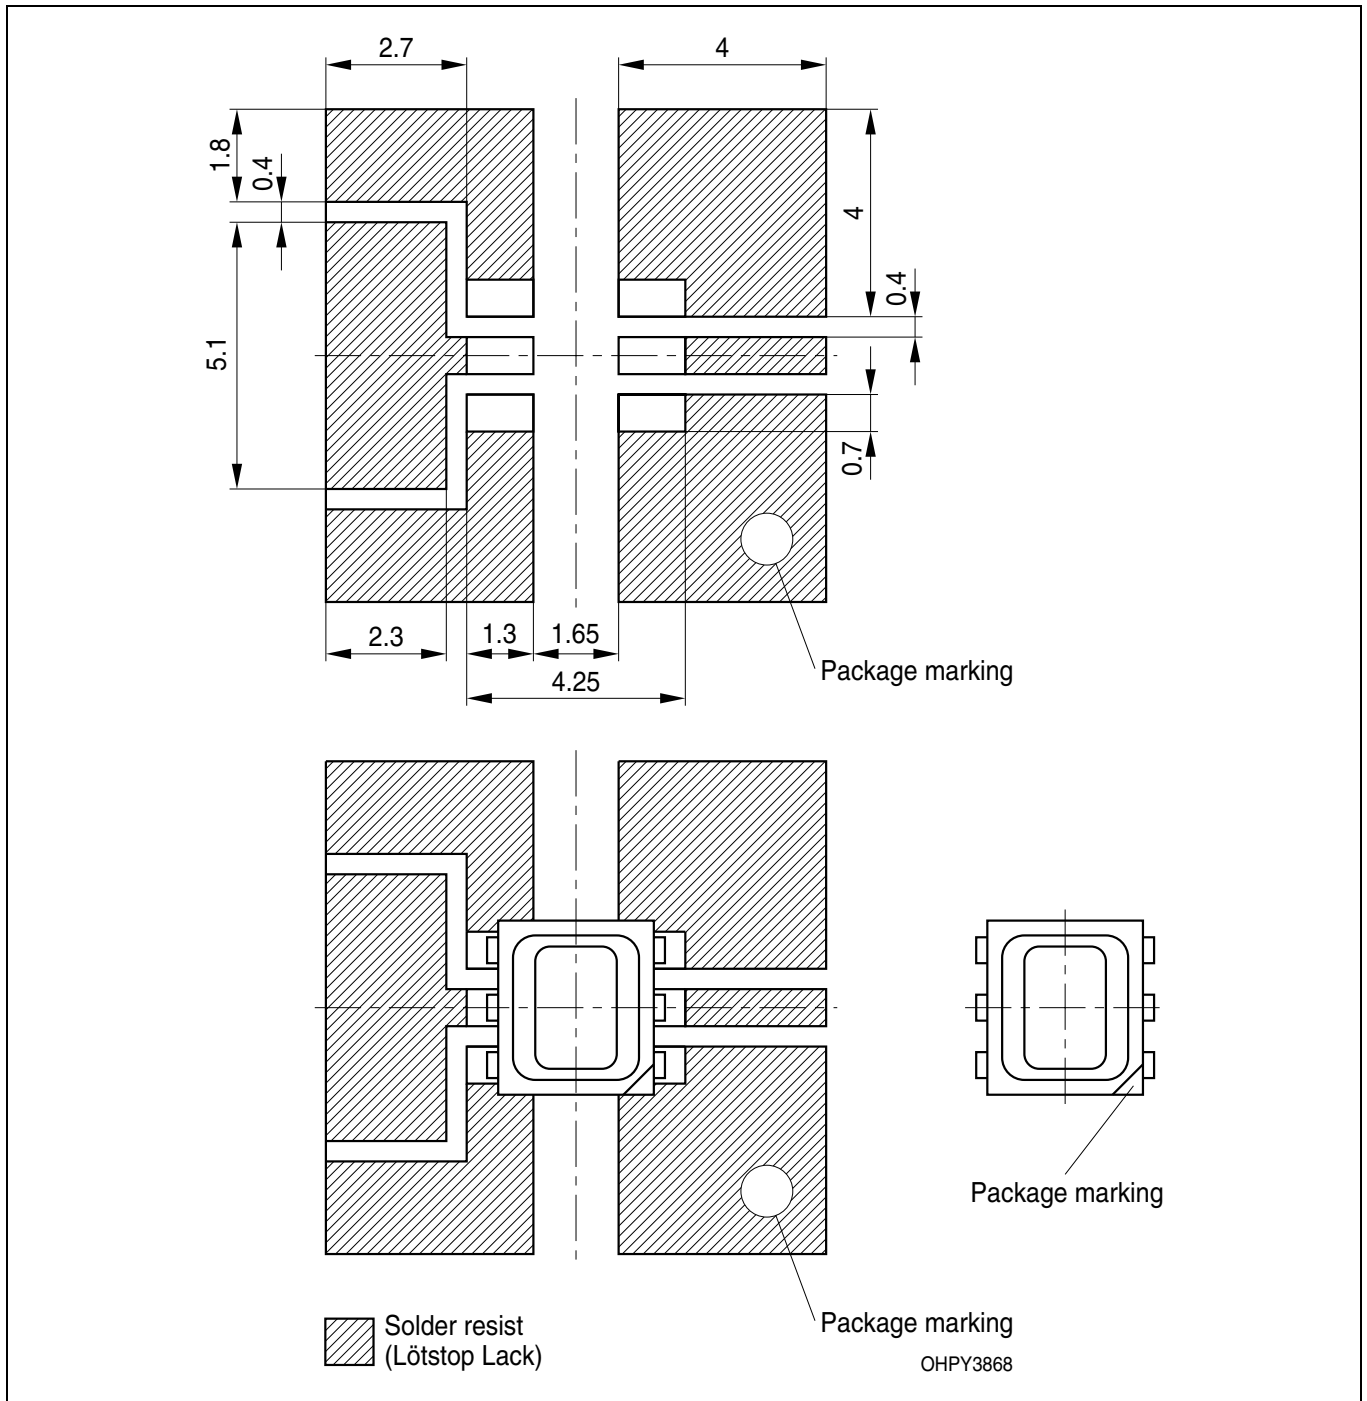 2.7
4
1.8
0.4
4
0.4
5.1
0.7
2.3
1.3
1.65
4.25
Package marking
Package marking
Package marking
Solder resist
(Lötstop Lack)
OHPY3868